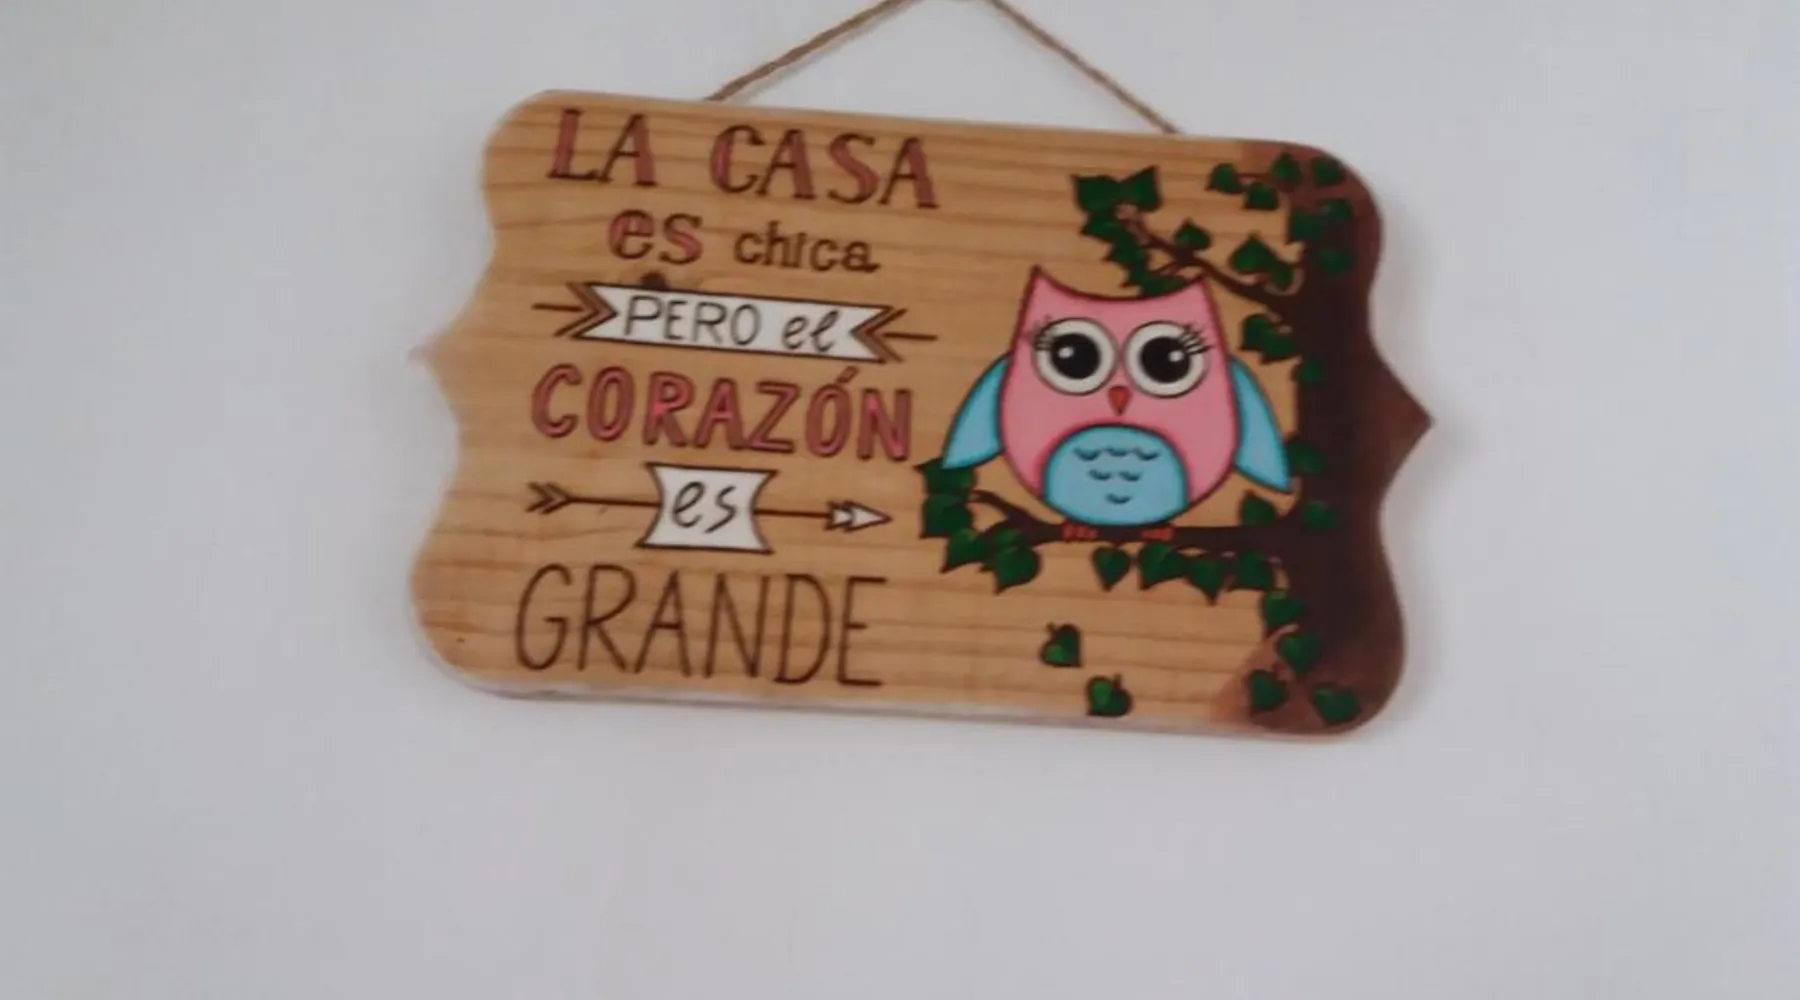 LA CASA
es chica
PERO el
CORAZÓN
es
GRANDE